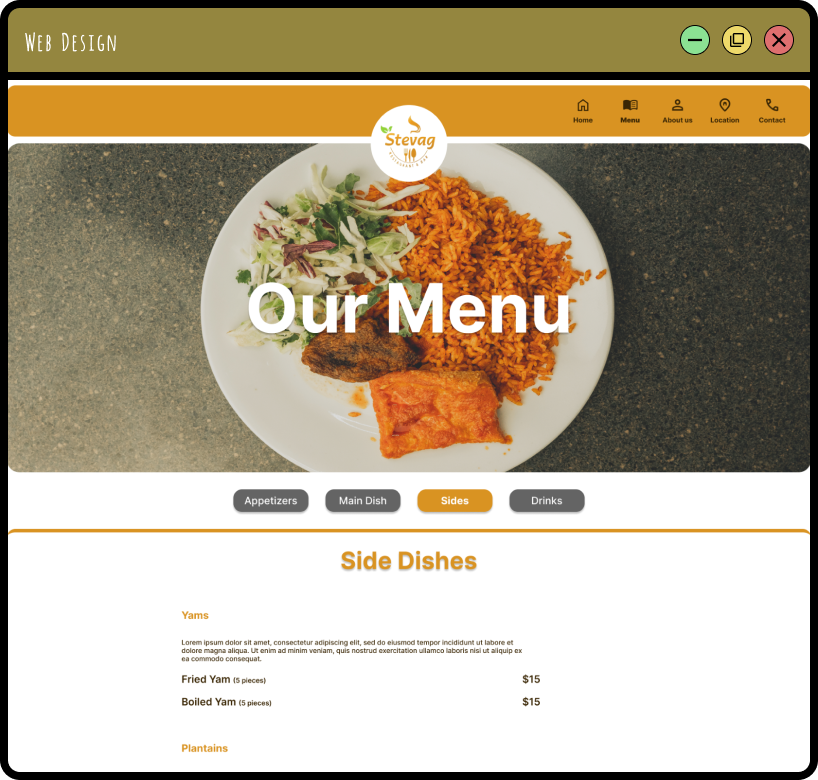 Web Design
Home
Menu
About us
Location
Contact
Stevag
RESTAURANT & BAR
Our Menu
Appetizers
Main Dish
Sides
Drinks
Side Dishes
Yams
Lorem ipsum dolor sit amet, consectetur adipiscing elit, sed do eiusmod tempor incididunt ut labore et
dolore magna aliqua. Ut enim ad minim veniam, quis nostrud exercitation ullamco laboris nisi ut aliquip ex
ea commodo consequat.
Fried Yam (5 pieces) $15
Boiled Yam (5 pieces) $15
Plantains